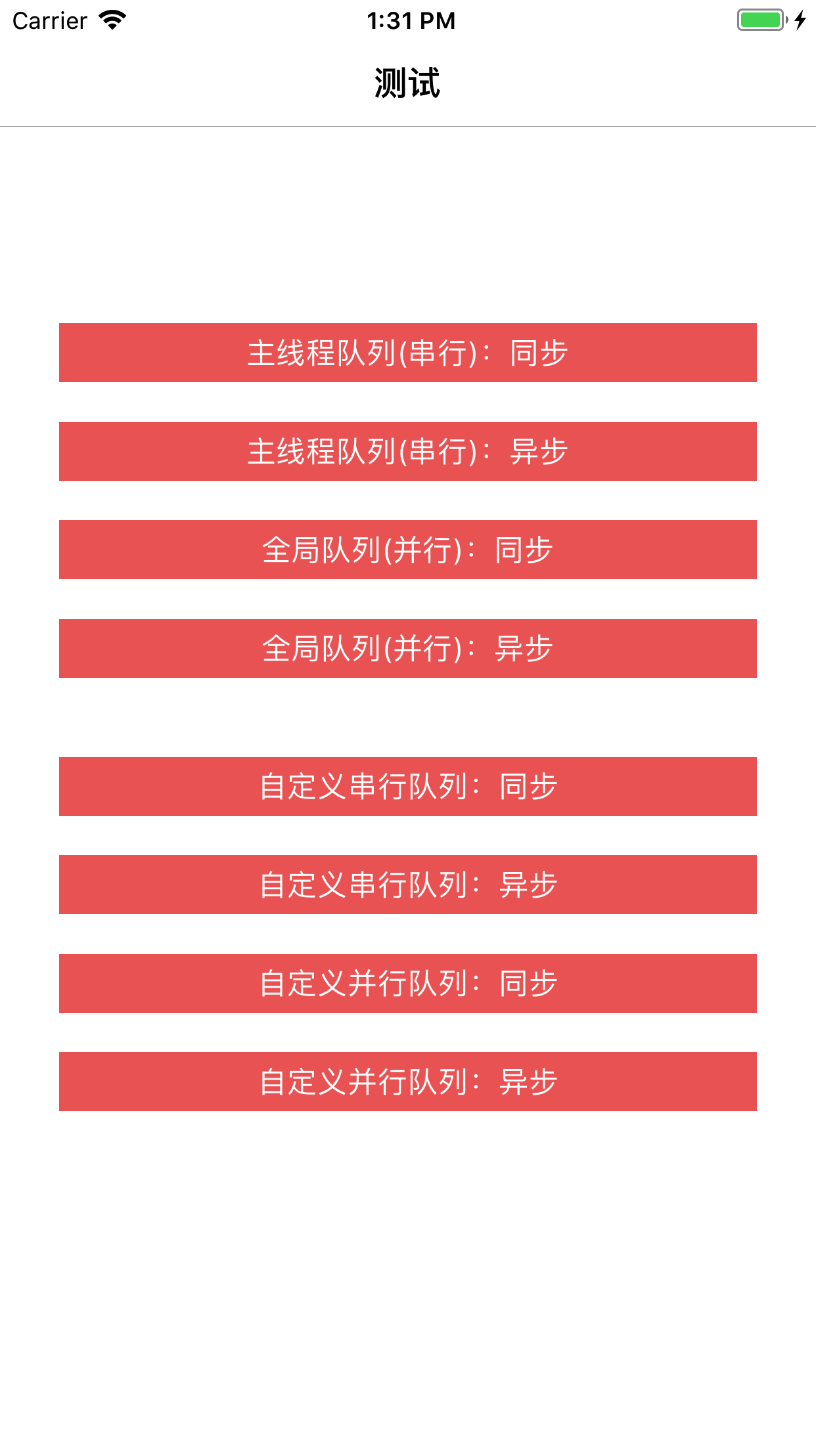 Carrier 1:31 PM
测试
主线程队列(串行)：同步
主线程队列(串行)：异步
全局队列(并行)：同步
全局队列(并行)：异步
自定义串行队列：同步
自定义串行队列：异步
自定义并行队列：同步
自定义并行队列：异步